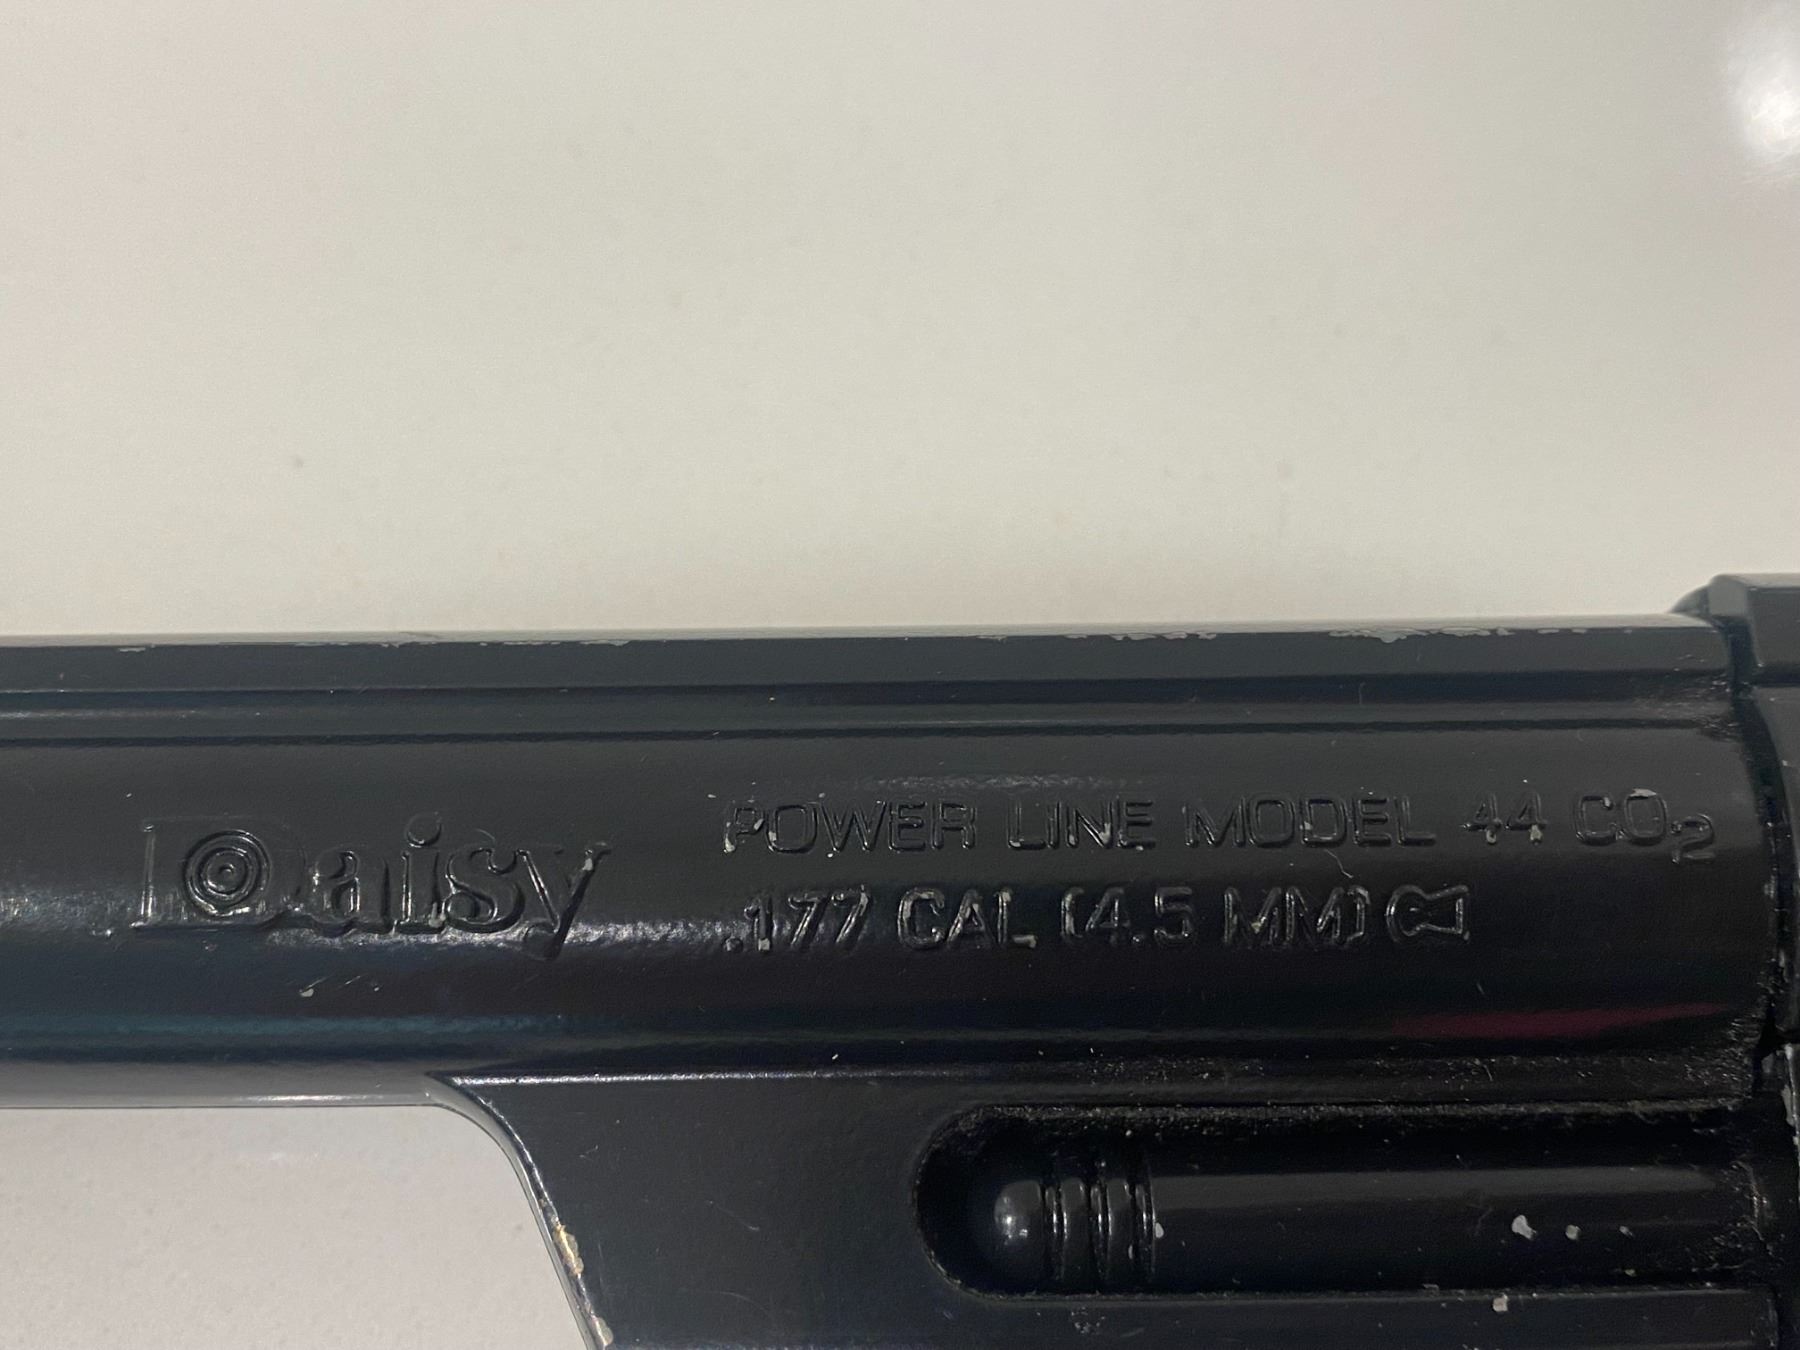 Daisy
POWER LINE MODEL 44 CO₂
.177 CAL (4.5 MM)